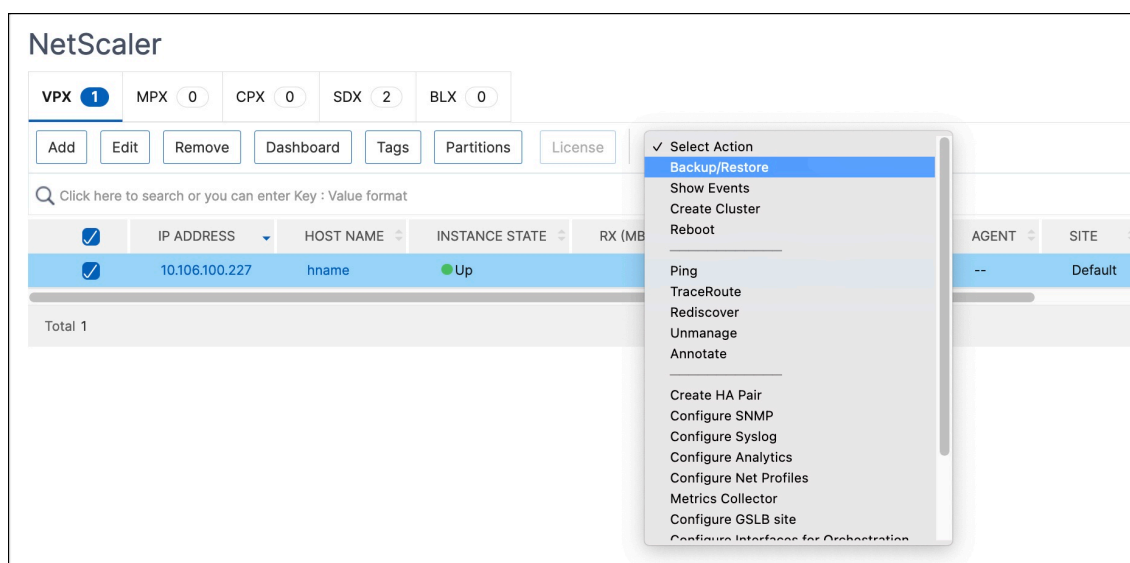 NetScaler
VPX 1 MPX 0 CPX 0 SDX 2 BLX 0
Add Edit Remove Dashboard Tags Partitions License
✓ Select Action
Backup/Restore
Show Events
Create Cluster
Reboot
Ping
TraceRoute
Rediscover
Unmanage
Annotate
Create HA Pair
Configure SNMP
Configure Syslog
Configure Analytics
Configure Net Profiles
Metrics Collector
Configure GSLB site
Configure Interfaces for Orchestration
Click here to search or you can enter Key : Value format
IP ADDRESS HOST NAME INSTANCE STATE RX (MB AGENT SITE
10.106.100.227 hname Up -- Default
Total 1